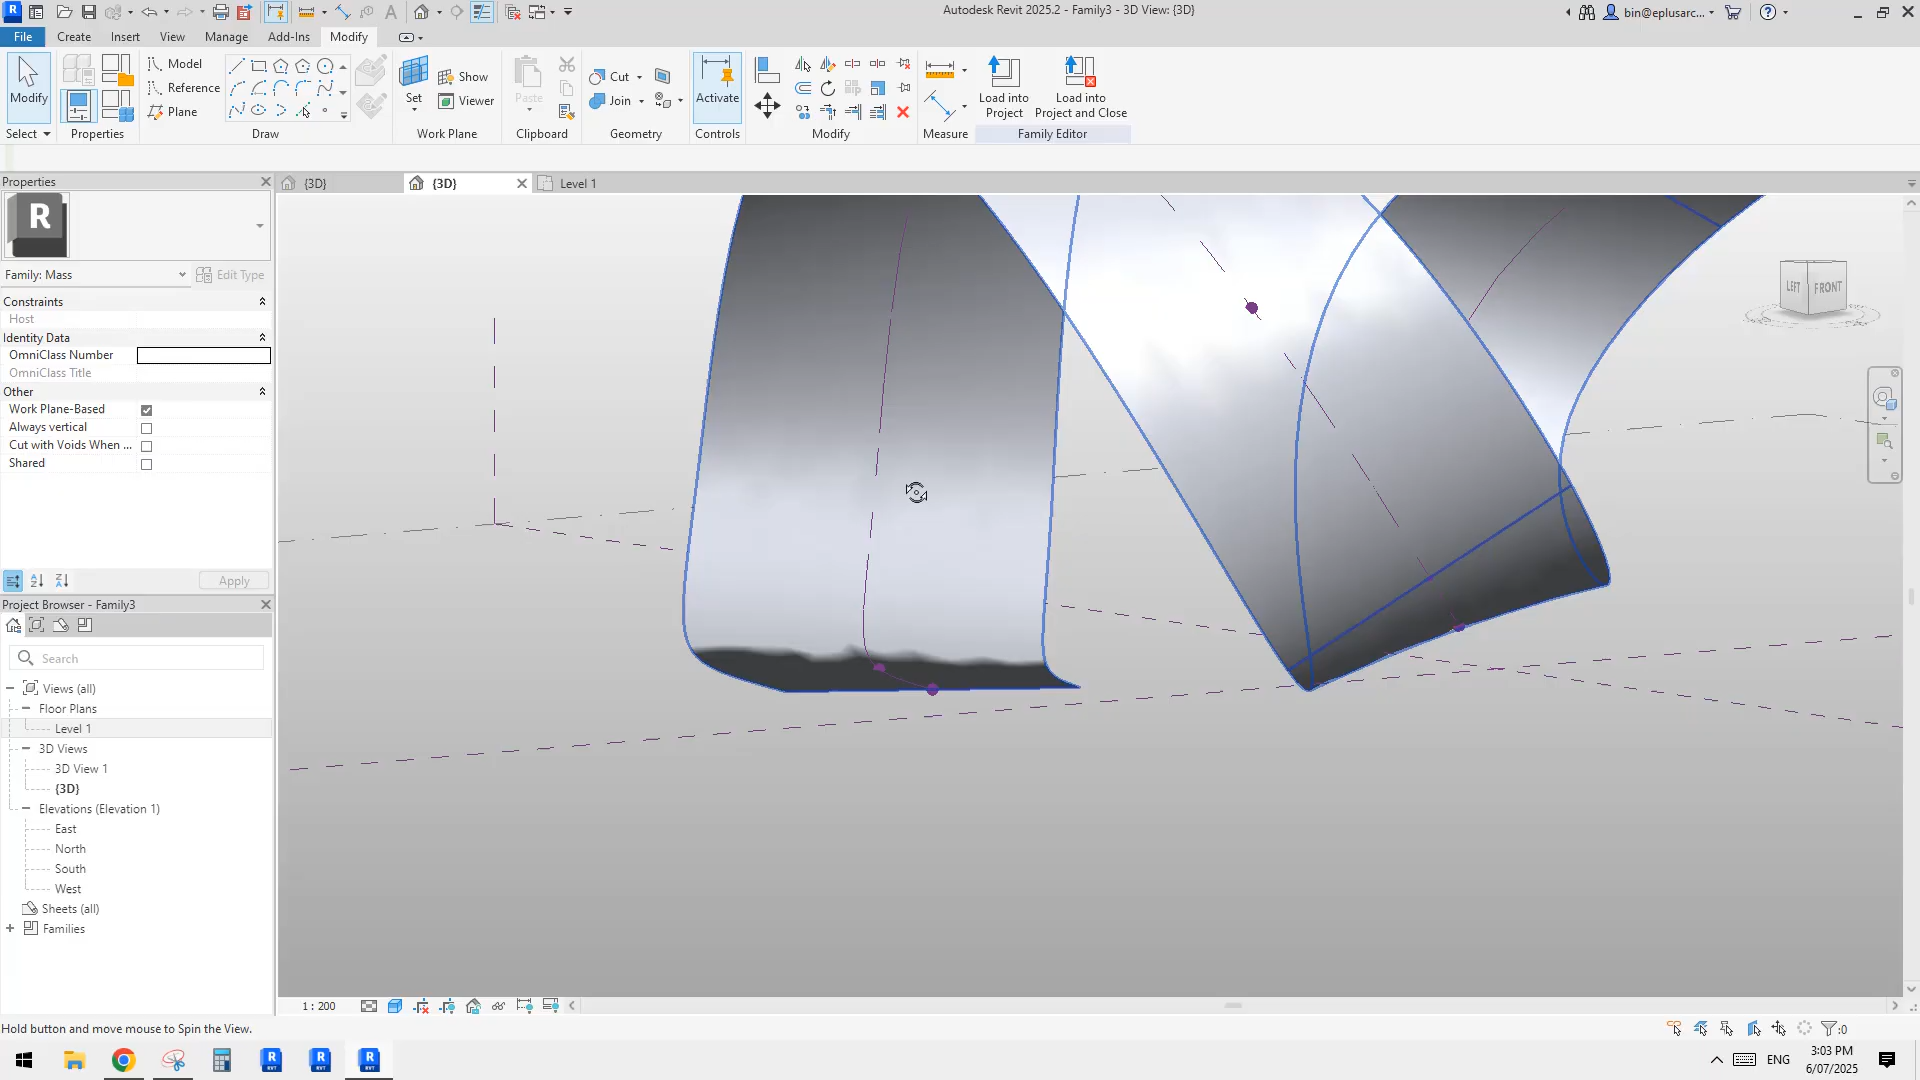 Autodesk Revit 2025.2 - Family3 - 3D View: {3D}
bin@eplusarc...
File
Create
Insert
View
Manage
Add-Ins
Modify
Modify
Model
Reference
Plane
Set
Show
Viewer
Paste
Cut
Join
Activate
Load into
Project
Load into
Project and Close
Select
Properties
Draw
Work Plane
Clipboard
Geometry
Controls
Modify
Measure
Family Editor
Properties
{3D}
{3D}
Level 1
R
Family: Mass
Edit Type
Constraints
Host
Identity Data
OmniClass Number
OmniClass Title
Other
Work Plane-Based
Always vertical
Cut with Voids When ...
Shared
Apply
LEFT
FRONT
Project Browser - Family3
Search
Views (all)
Floor Plans
Level 1
3D Views
3D View 1
{3D}
Elevations (Elevation 1)
East
North
South
West
Sheets (all)
Families
1 : 200
Hold button and move mouse to Spin the View.
:0
ENG
3:03 PM
6/07/2025